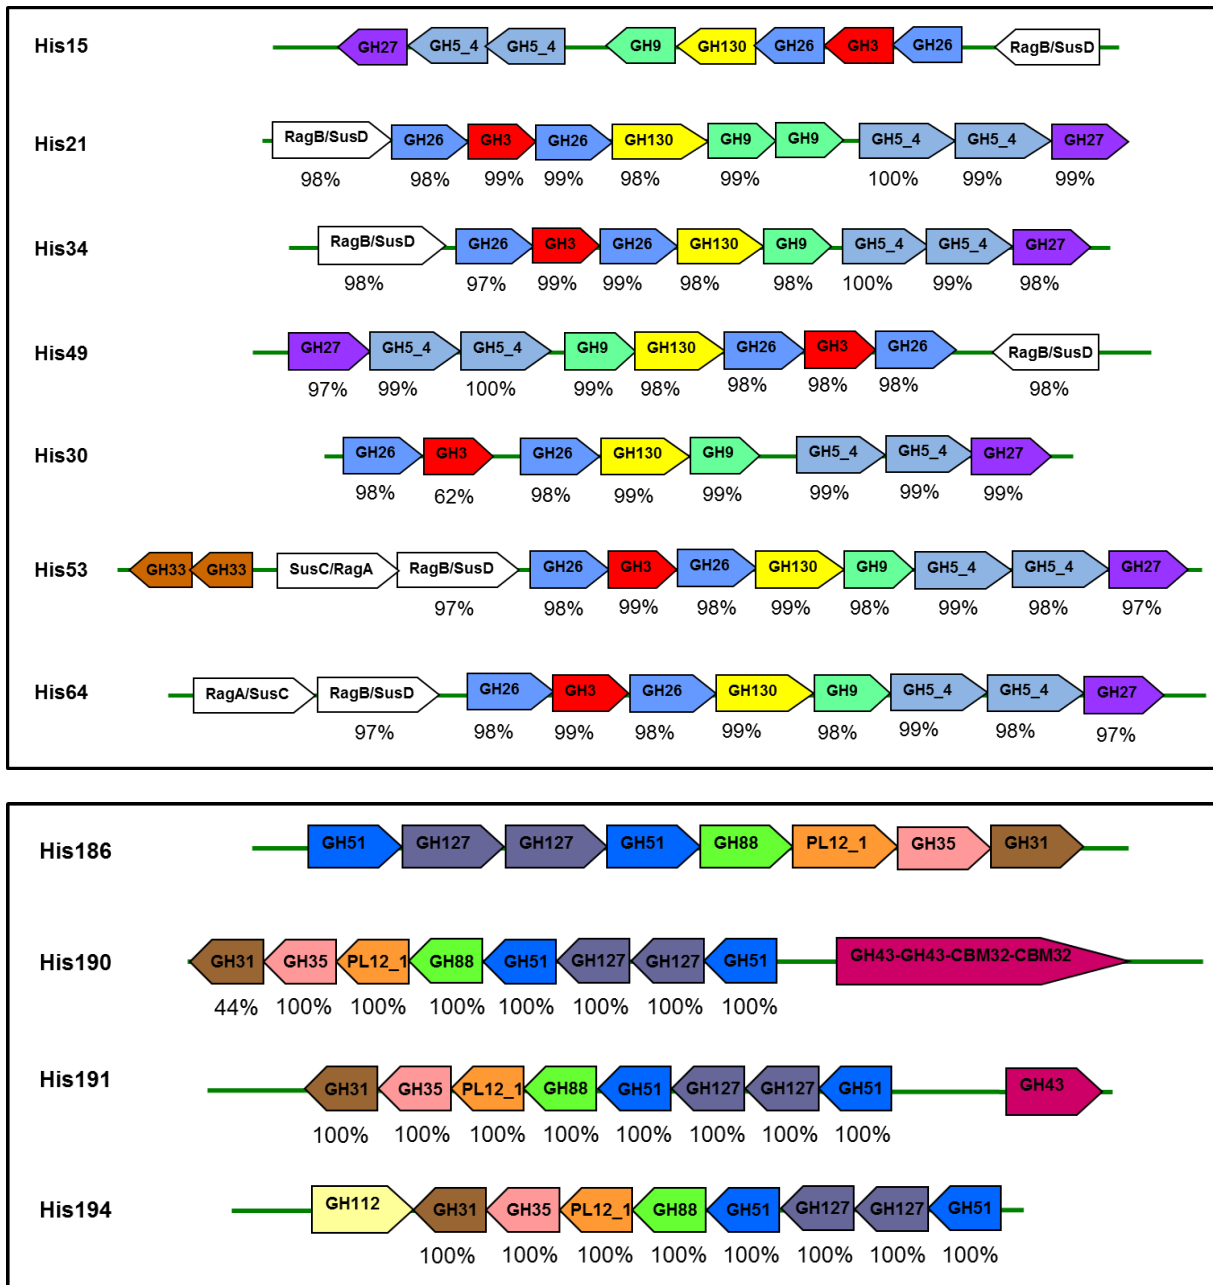 His15 GH27 GH5_4 GH5_4 GH9 GH130 GH26 GH3 GH26 RagB/SusD
His21 RagB/SusD GH26 GH3 GH26 GH130 GH9 GH9 GH5_4 GH5_4 GH27
98% 98% 99% 99% 98% 99% 100% 99% 99%
His34 RagB/SusD GH26 GH3 GH26 GH130 GH9 GH5_4 GH5_4 GH27
98% 97% 99% 99% 98% 98% 100% 99% 98%
His49 GH27 GH5_4 GH5_4 GH9 GH130 GH26 GH3 GH26 RagB/SusD
97% 99% 100% 99% 98% 98% 98% 98% 98%
His30 GH26 GH3 GH26 GH130 GH9 GH5_4 GH5_4 GH27
98% 62% 98% 99% 99% 99% 99% 99%
His53 GH33 GH33 SusC/RagA RagB/SusD GH26 GH3 GH26 GH130 GH9 GH5_4 GH5_4 GH27
97% 98% 99% 98% 99% 98% 99% 98% 97%
His64 RagA/SusC RagB/SusD GH26 GH3 GH26 GH130 GH9 GH5_4 GH5_4 GH27
97% 98% 99% 98% 99% 98% 99% 98% 97%
His186 GH51 GH127 GH127 GH51 GH88 PL12_1 GH35 GH31
His190 GH31 GH35 PL12_1 GH88 GH51 GH127 GH127 GH51 GH43-GH43-CBM32-CBM32
44% 100% 100% 100% 100% 100% 100% 100%
His191 GH31 GH35 PL12_1 GH88 GH51 GH127 GH127 GH51 GH43
100% 100% 100% 100% 100% 100% 100% 100%
His194 GH112 GH31 GH35 PL12_1 GH88 GH51 GH127 GH127 GH51
100% 100% 100% 100% 100% 100% 100% 100%